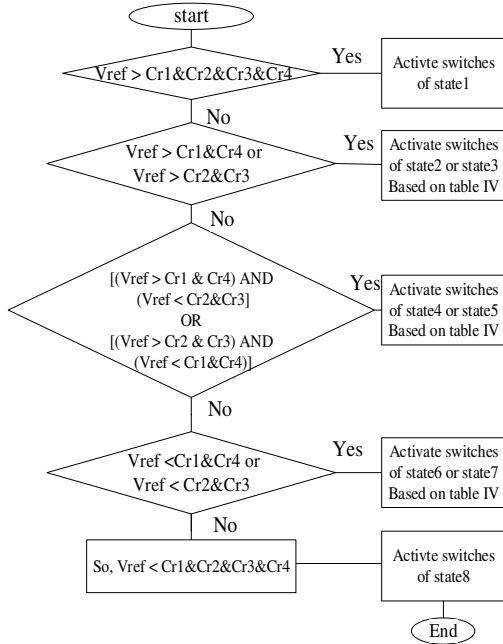 start
Vref > Cr1&Cr2&Cr3&Cr4
Yes
Activte switches
of state1
No
Vref > Cr1&Cr4 or
Vref > Cr2&Cr3
Yes
Activate switches
of state2 or state3
Based on table IV
No
[(Vref > Cr1 & Cr4) AND
(Vref < Cr2&Cr3]
OR
[(Vref > Cr2 & Cr3) AND
(Vref < Cr1&Cr4)]
Yes
Activate switches
of state4 or state5
Based on table IV
No
Vref <Cr1&Cr4 or
Vref < Cr2&Cr3
Yes
Activate switches
of state6 or state7
Based on table IV
No
So, Vref < Cr1&Cr2&Cr3&Cr4
Activte switches
of state8
End